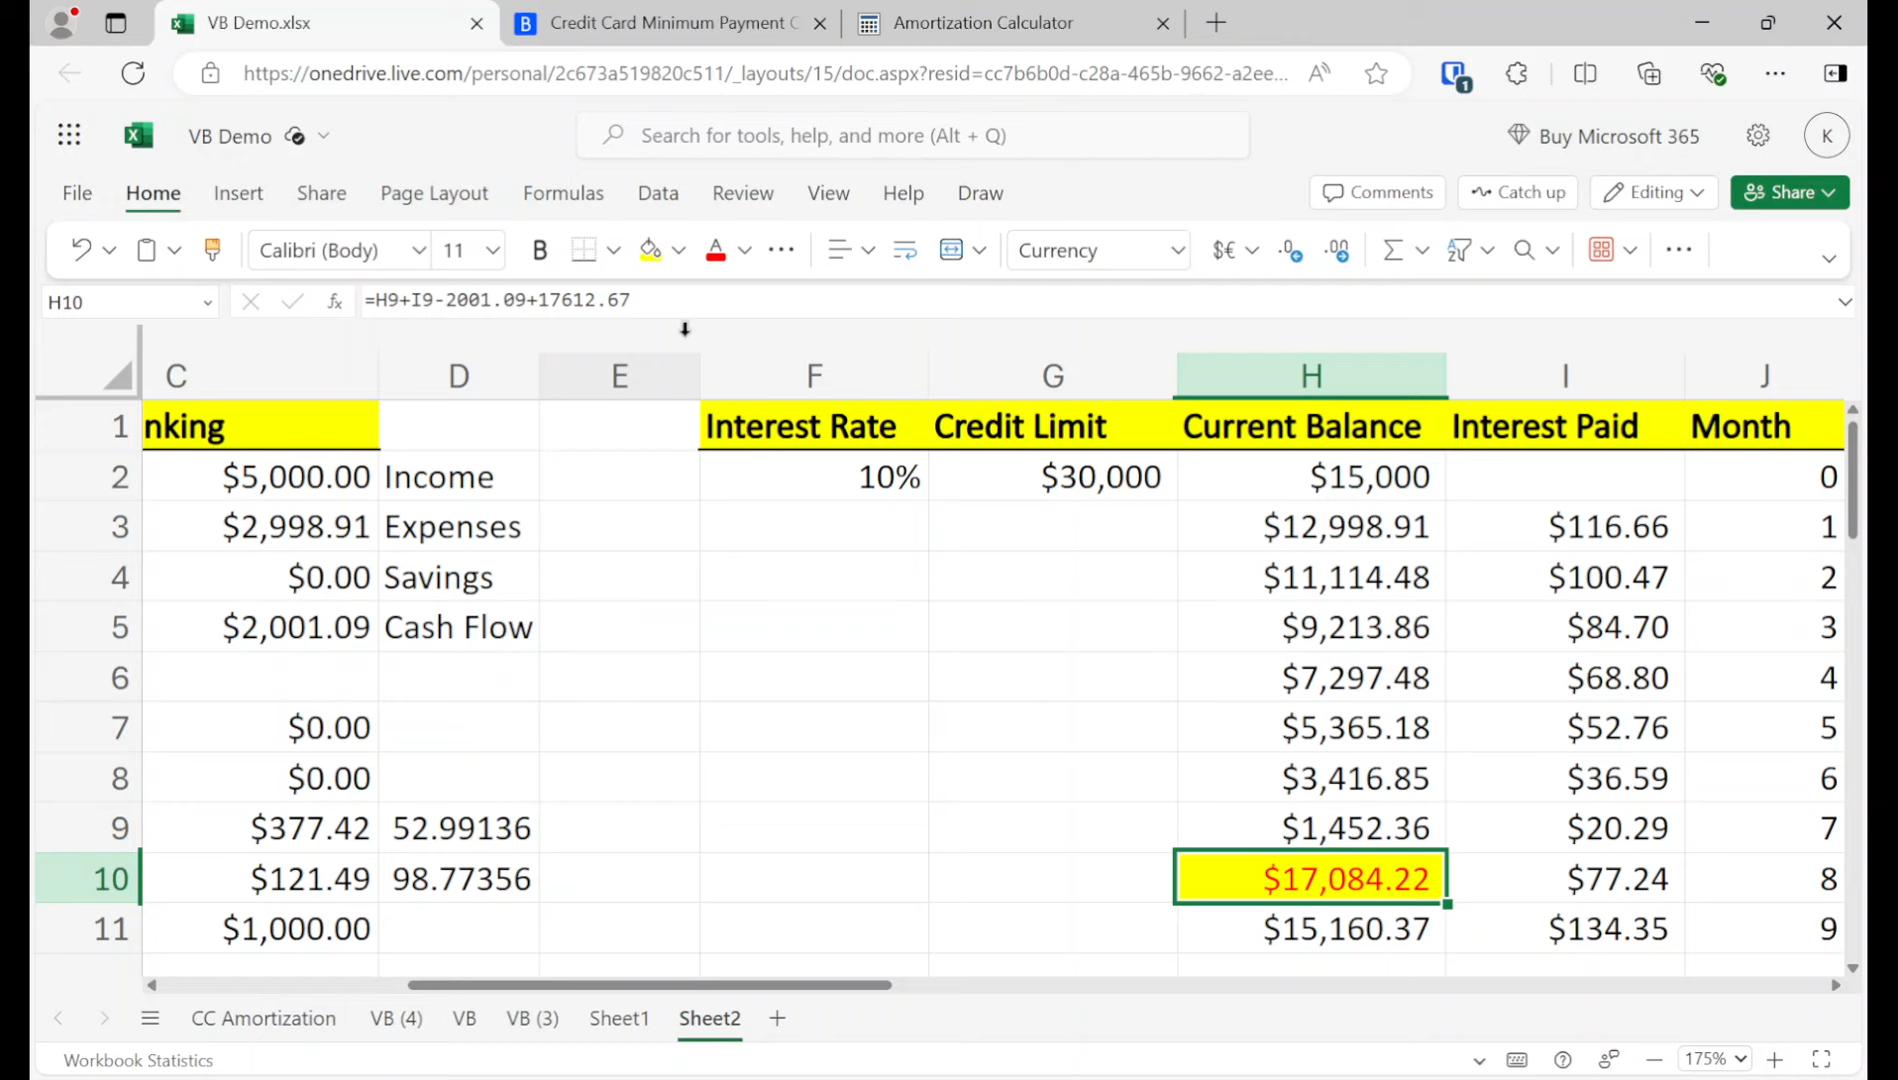 VB Demo.xlsx
Credit Card Minimum Payment C
Amortization Calculator
https://onedrive.live.com/personal/2c673a519820c511/_layouts/15/doc.aspx?resid=cc7b6b0d-c28a-465b-9662-a2ee...
1
VB Demo
Search for tools, help, and more (Alt + Q)
Buy Microsoft 365
K
File Home Insert Share Page Layout Formulas Data Review View Help Draw
Comments Catch up Editing Share
Calibri (Body) 11 B A Currency $€
H10 fx =H9+I9-2001.09+17612.67
C D E F G H I J
1 nking Interest Rate Credit Limit Current Balance Interest Paid Month
2 $5,000.00 Income 10% $30,000 $15,000 0
3 $2,998.91 Expenses $12,998.91 $116.66 1
4 $0.00 Savings $11,114.48 $100.47 2
5 $2,001.09 Cash Flow $9,213.86 $84.70 3
6 $7,297.48 $68.80 4
7 $0.00 $5,365.18 $52.76 5
8 $0.00 $3,416.85 $36.59 6
9 $377.42 52.99136 $1,452.36 $20.29 7
10 $121.49 98.77356 $17,084.22 $77.24 8
11 $1,000.00 $15,160.37 $134.35 9
CC Amortization VB (4) VB VB (3) Sheet1 Sheet2
Workbook Statistics 175%